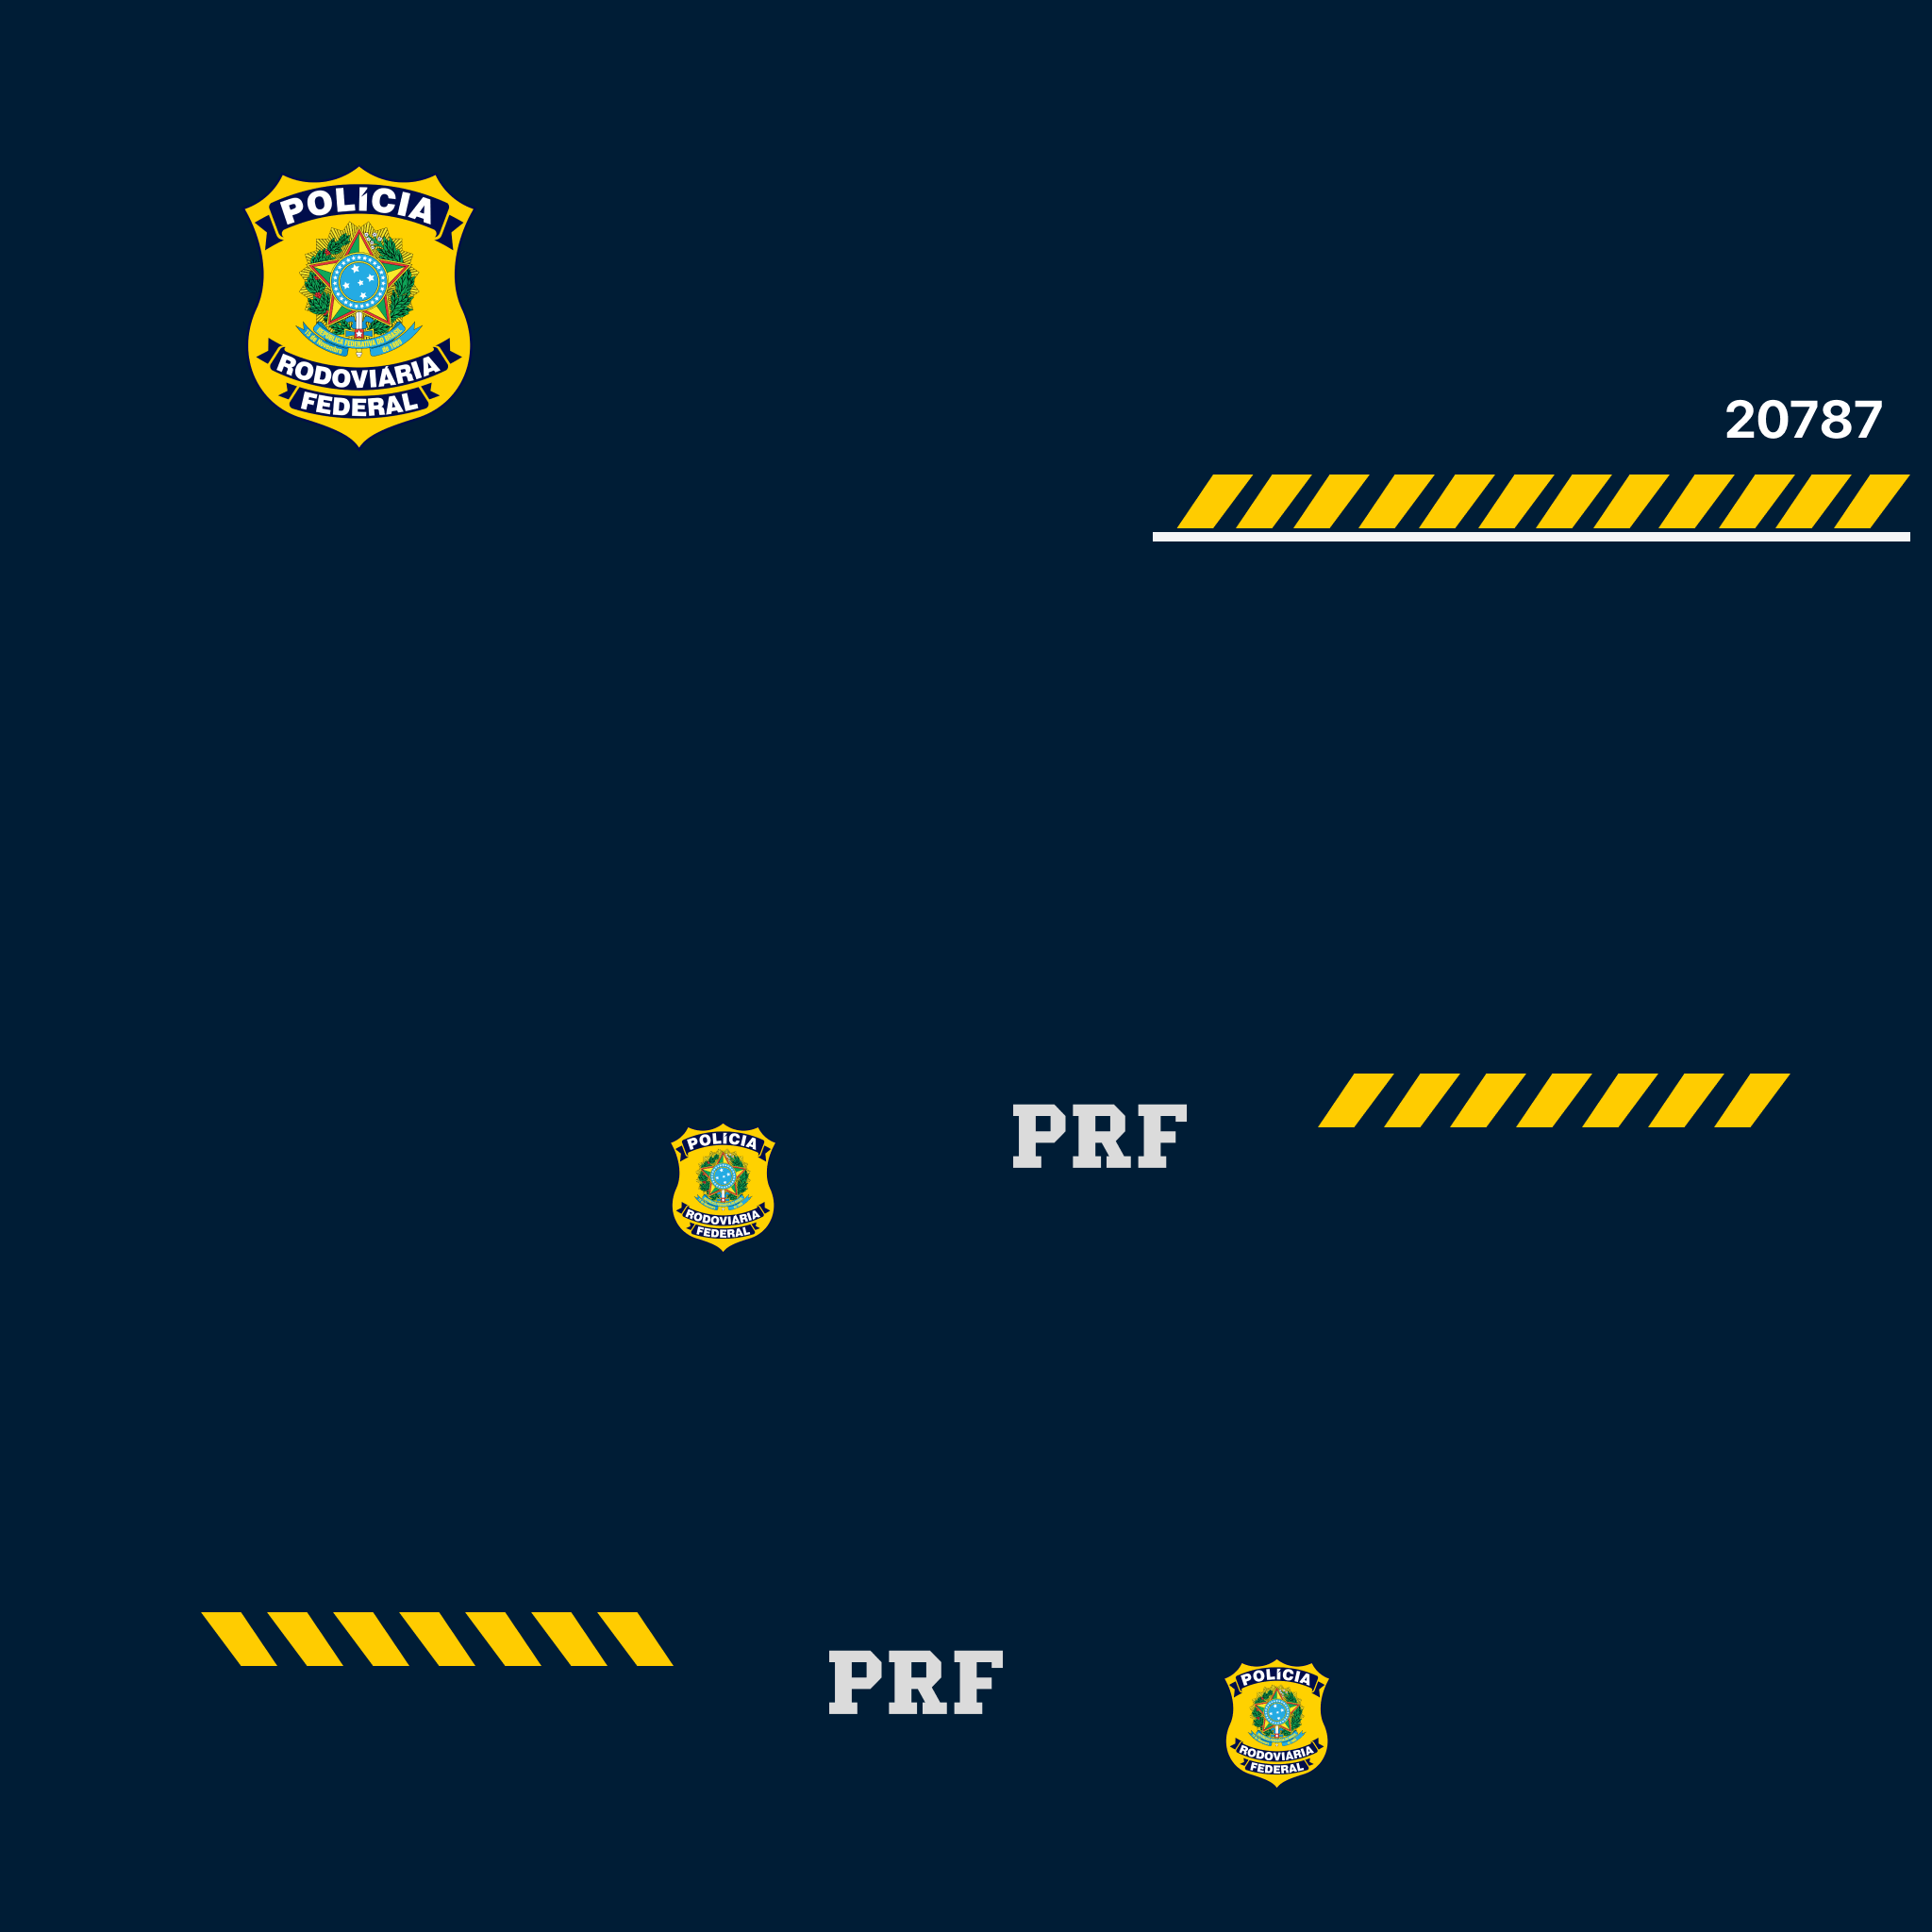 POLÍCIA
REPÚBLICA FEDERATIVA DO BRASIL
15 de Novembro de 1889
RODOVIÁRIA
FEDERAL
20787
PRF
POLÍCIA
RODOVIÁRIA
FEDERAL
PRF
POLÍCIA
RODOVIÁRIA
FEDERAL